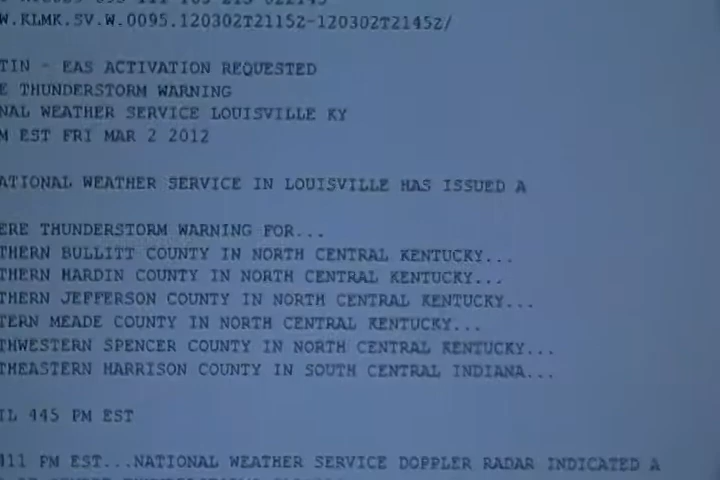 W.KLMK.SV.W.0095.120302T2115Z-120302T2145Z/
TIN - EAS ACTIVATION REQUESTED
E THUNDERSTORM WARNING
NAL WEATHER SERVICE LOUISVILLE KY
M EST FRI MAR 2 2012
ATIONAL WEATHER SERVICE IN LOUISVILLE HAS ISSUED A
ERE THUNDERSTORM WARNING FOR...
THERN BULLITT COUNTY IN NORTH CENTRAL KENTUCKY...
THERN HARDIN COUNTY IN NORTH CENTRAL KENTUCKY...
THERN JEFFERSON COUNTY IN NORTH CENTRAL KENTUCKY...
TERN MEADE COUNTY IN NORTH CENTRAL KENTUCKY...
THWESTERN SPENCER COUNTY IN NORTH CENTRAL KENTUCKY...
THEASTERN HARRISON COUNTY IN SOUTH CENTRAL INDIANA...
IL 445 PM EST
411 PM EST...NATIONAL WEATHER SERVICE DOPPLER RADAR INDICATED A